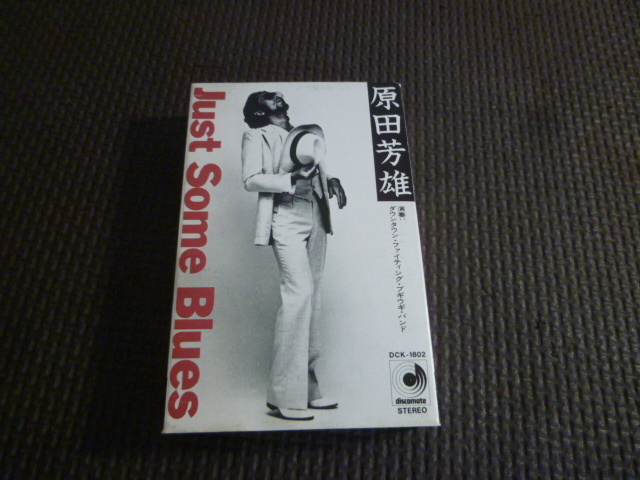 原田芳雄
Just Some Blues
演奏:
ダウンタウン・ファイティング・ブギウギ・バンド
DCK-1802
discomate
STEREO